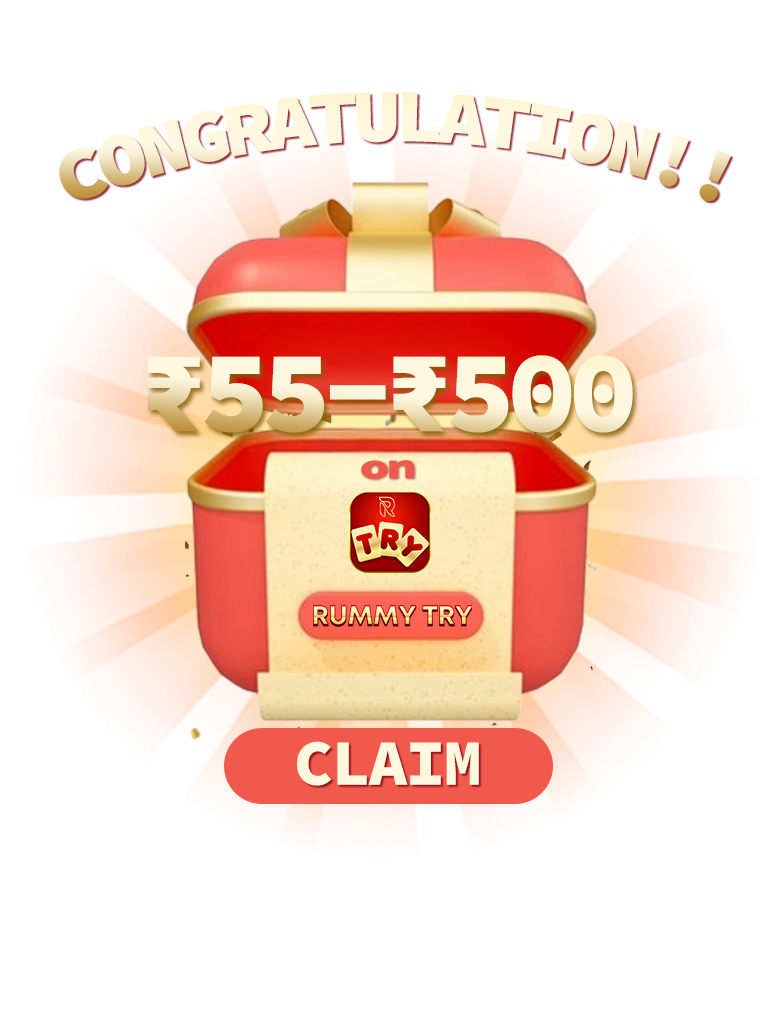 CONGRATULATION!!
₹55–₹500
on
R
TRY
RUMMY TRY
CLAIM